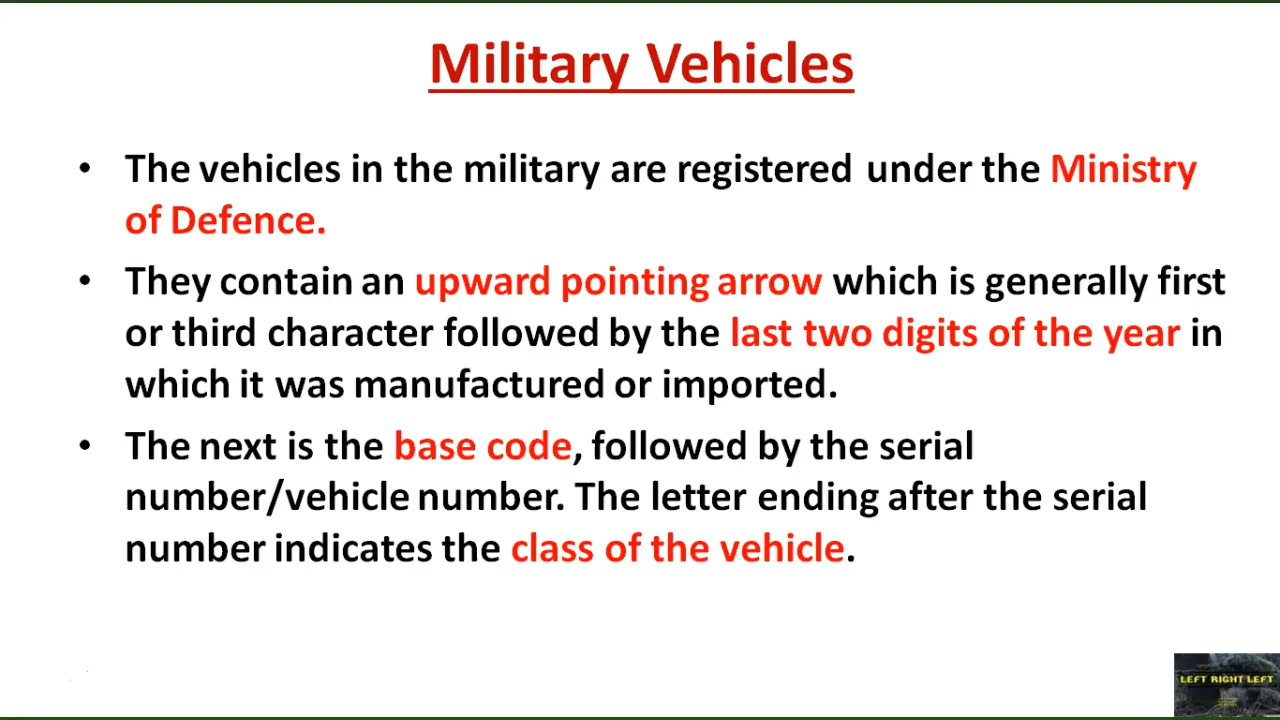 Military Vehicles
• The vehicles in the military are registered under the Ministry
of Defence.
• They contain an upward pointing arrow which is generally first
or third character followed by the last two digits of the year in
which it was manufactured or imported.
• The next is the base code, followed by the serial
number/vehicle number. The letter ending after the serial
number indicates the class of the vehicle.
LEFT RIGHT LEFT